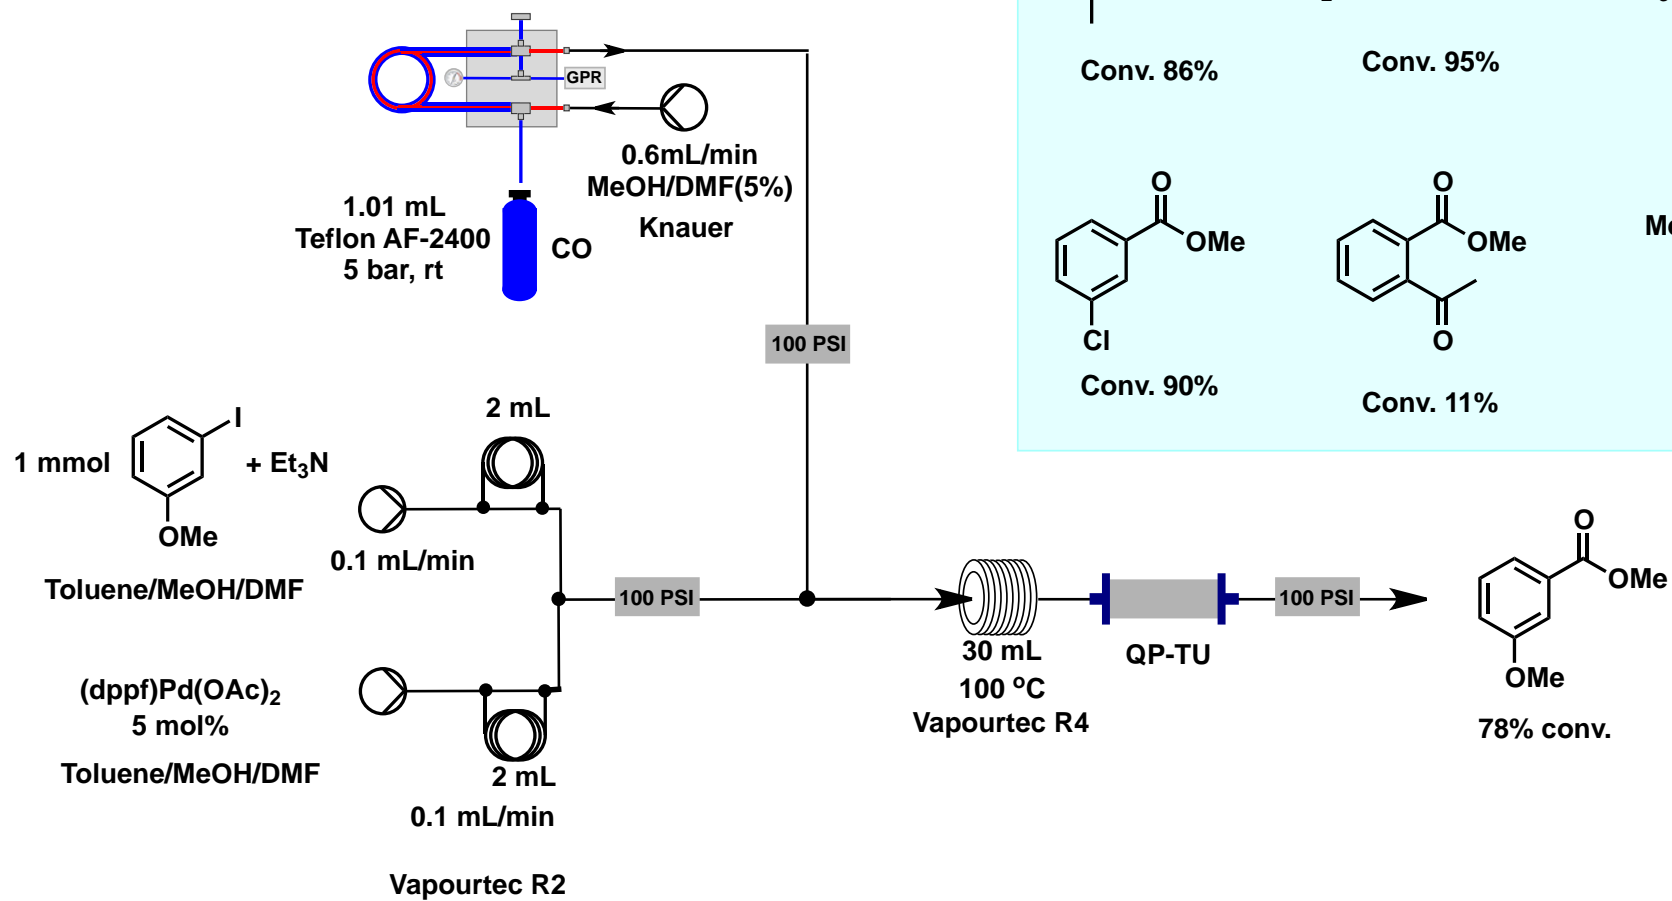 GPR
0.6mL/min
MeOH/DMF(5%)
Knauer
1.01 mL
Teflon AF-2400
5 bar, rt
CO
100 PSI
Conv. 86%
Conv. 95%
O
OMe
Cl
Conv. 90%
O
OMe
O
Conv. 11%
2 mL
1 mmol
I
+ Et3N
OMe
0.1 mL/min
Toluene/MeOH/DMF
100 PSI
(dppf)Pd(OAc)2
5 mol%
Toluene/MeOH/DMF
2 mL
0.1 mL/min
Vapourtec R2
30 mL
100 °C
Vapourtec R4
QP-TU
100 PSI
O
OMe
OMe
78% conv.